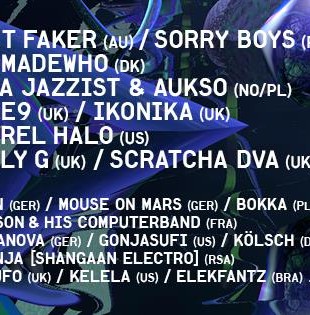 T FAKER (AU) / SORRY BOYS (
MADEWHO (DK)
A JAZZIST & AUKSO (NO/PL)
E9 (UK) / IKONIKA (UK)
REL HALO (US)
LY G (UK) / SCRATCHA DVA (UK
(GER) / MOUSE ON MARS (GER) / BOKKA (PL
SON & HIS COMPUTERBAND (FRA)
ANOVA (GER) / GONJASUFI (US) / KÖLSCH (D
NJA [SHANGAAN ELECTRO] (RSA)
UFO (UK) / KELELA (US) / ELEKFANTZ (BRA)